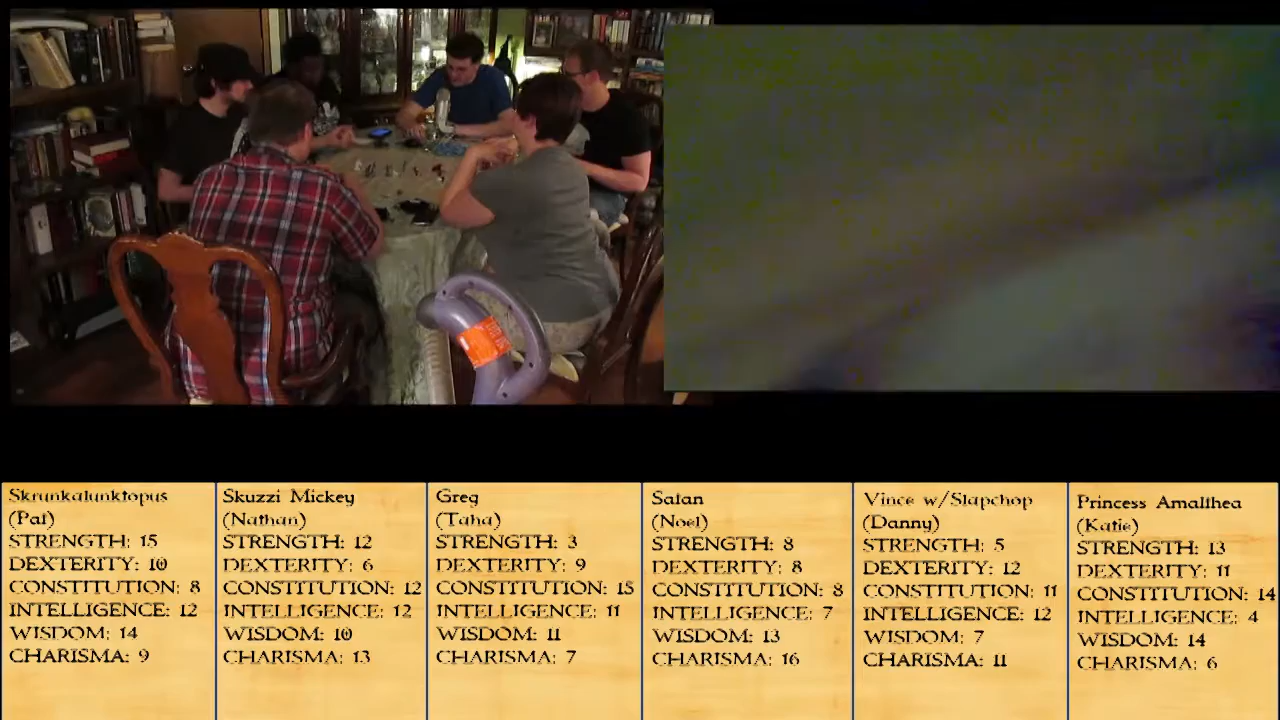 Skrunkalunktopus
(Pat)
STRENGTH: 15
DEXTERITY: 10
CONSTITUTION: 8
INTELLIGENCE: 12
WISDOM: 14
CHARISMA: 9
Skuzzi Mickey
(Nathan)
STRENGTH: 12
DEXTERITY: 6
CONSTITUTION: 12
INTELLIGENCE: 12
WISDOM: 10
CHARISMA: 13
Greg
(Taha)
STRENGTH: 3
DEXTERITY: 9
CONSTITUTION: 15
INTELLIGENCE: 11
WISDOM: 11
CHARISMA: 7
Satan
(Noel)
STRENGTH: 8
DEXTERITY: 8
CONSTITUTION: 8
INTELLIGENCE: 7
WISDOM: 13
CHARISMA: 16
Vince w/Slapchop
(Danny)
STRENGTH: 5
DEXTERITY: 12
CONSTITUTION: 11
INTELLIGENCE: 12
WISDOM: 7
CHARISMA: 11
Princess Amalthea
(Katie)
STRENGTH: 13
DEXTERITY: 11
CONSTITUTION: 14
INTELLIGENCE: 4
WISDOM: 14
CHARISMA: 6